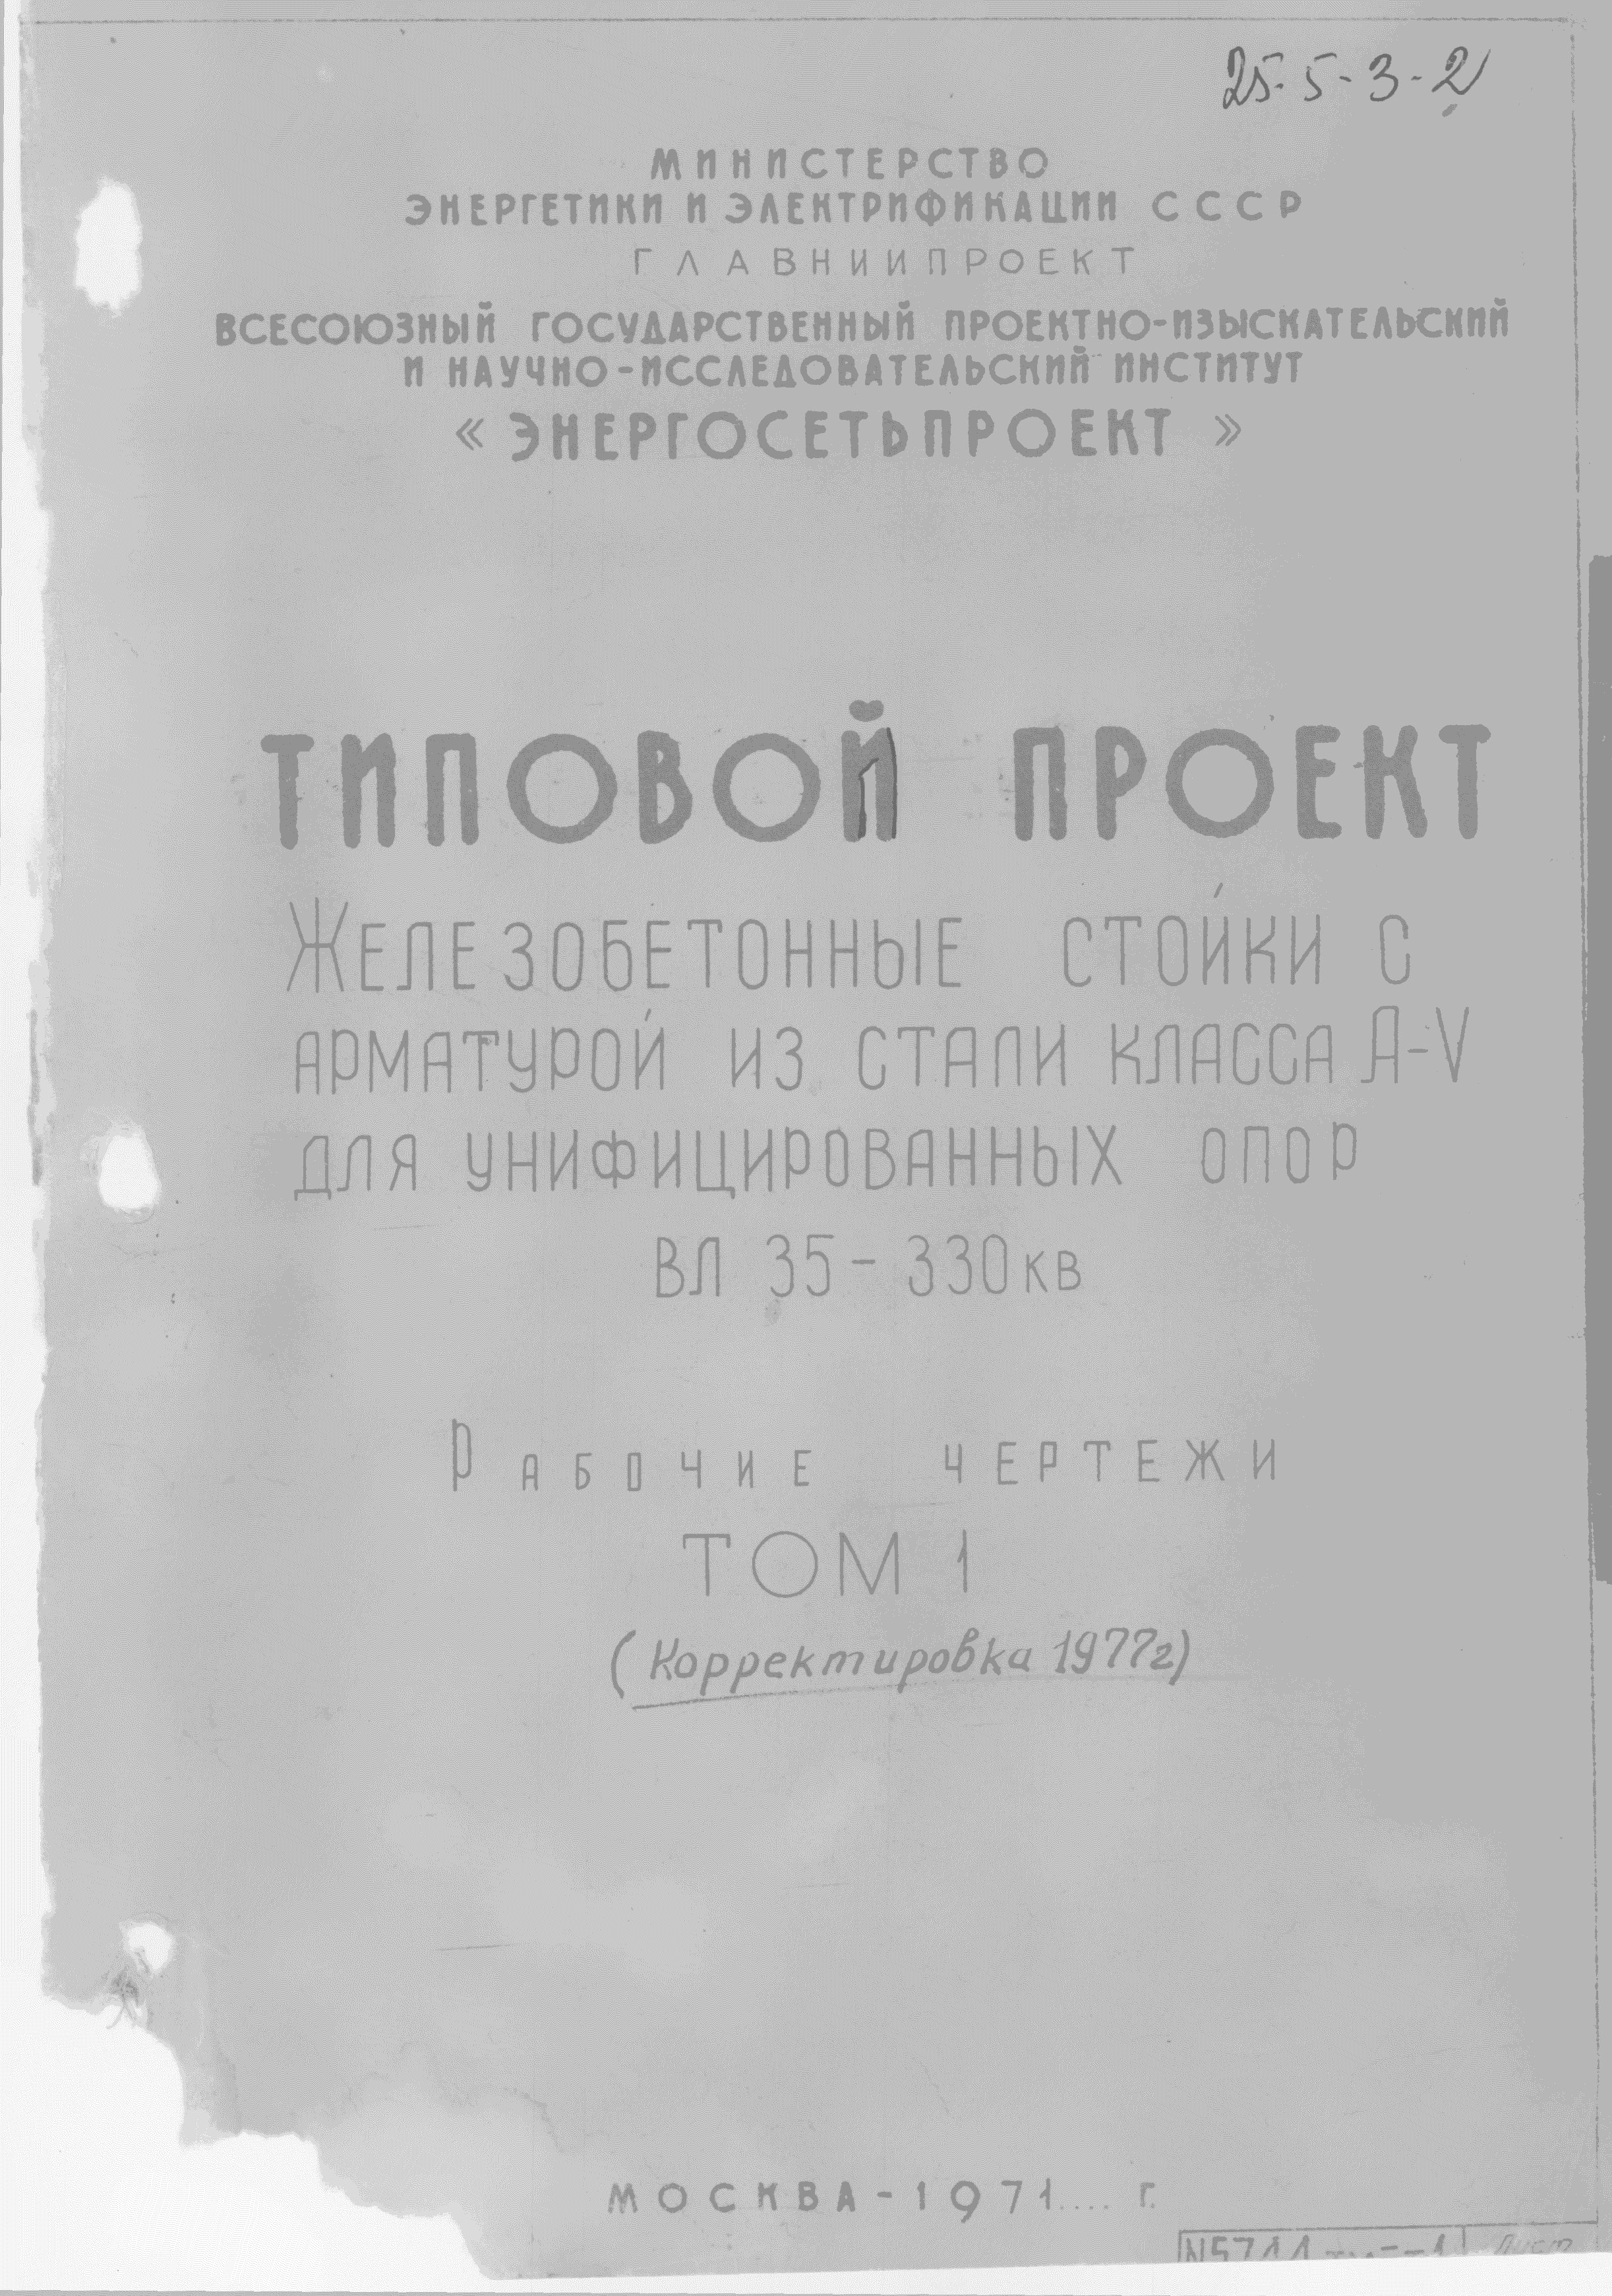 25-5-3-2
МИНИСТЕРСТВО
ЭНЕРГЕТИКИ И ЭЛЕКТРИФИКАЦИИ СССР
ГЛАВНИИПРОЕКТ
ВСЕСОЮЗНЫЙ ГОСУДАРСТВЕННЫЙ ПРОЕКТНО-ИЗЫСКАТЕЛЬСКИЙ
И НАУЧНО-ИССЛЕДОВАТЕЛЬСКИЙ ИНСТИТУТ
«ЭНЕРГОСЕТЬПРОЕКТ»
ТИПОВОЙ ПРОЕКТ
ЖЕЛЕЗОБЕТОННЫЕ СТОЙКИ С
АРМАТУРОЙ ИЗ СТАЛИ КЛАССА А-V
ДЛЯ УНИФИЦИРОВАННЫХ ОПОР
ВЛ 35-330кв
РАБОЧИЕ ЧЕРТЕЖИ
ТОМ 1
(Корректировка 1977г)
МОСКВА-1971.... г.
Лист